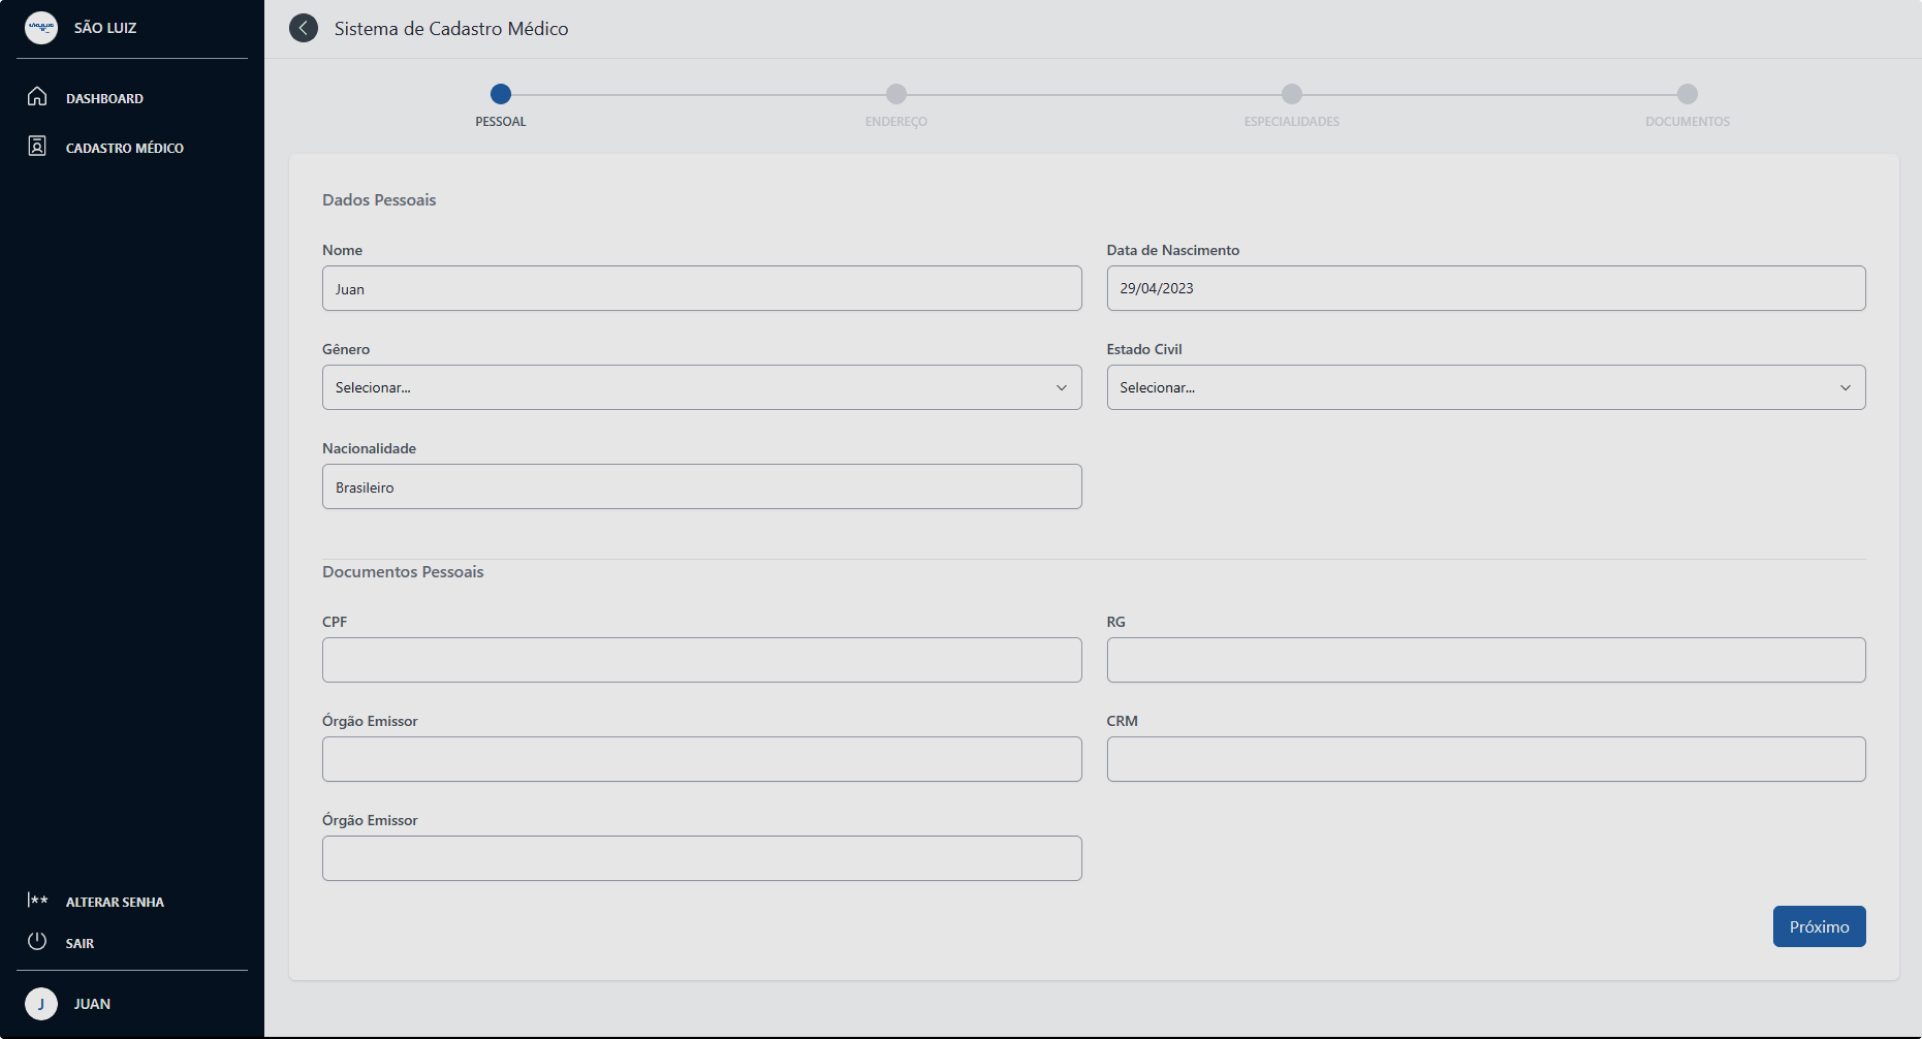 SÃO LUIZ
DASHBOARD
CADASTRO MÉDICO
ALTERAR SENHA
SAIR
J
JUAN
Sistema de Cadastro Médico
PESSOAL
ENDEREÇO
ESPECIALIDADES
DOCUMENTOS
Dados Pessoais
Nome
Juan
Data de Nascimento
29/04/2023
Gênero
Selecionar...
Estado Civil
Selecionar...
Nacionalidade
Brasileiro
Documentos Pessoais
CPF
RG
Órgão Emissor
CRM
Órgão Emissor
Próximo